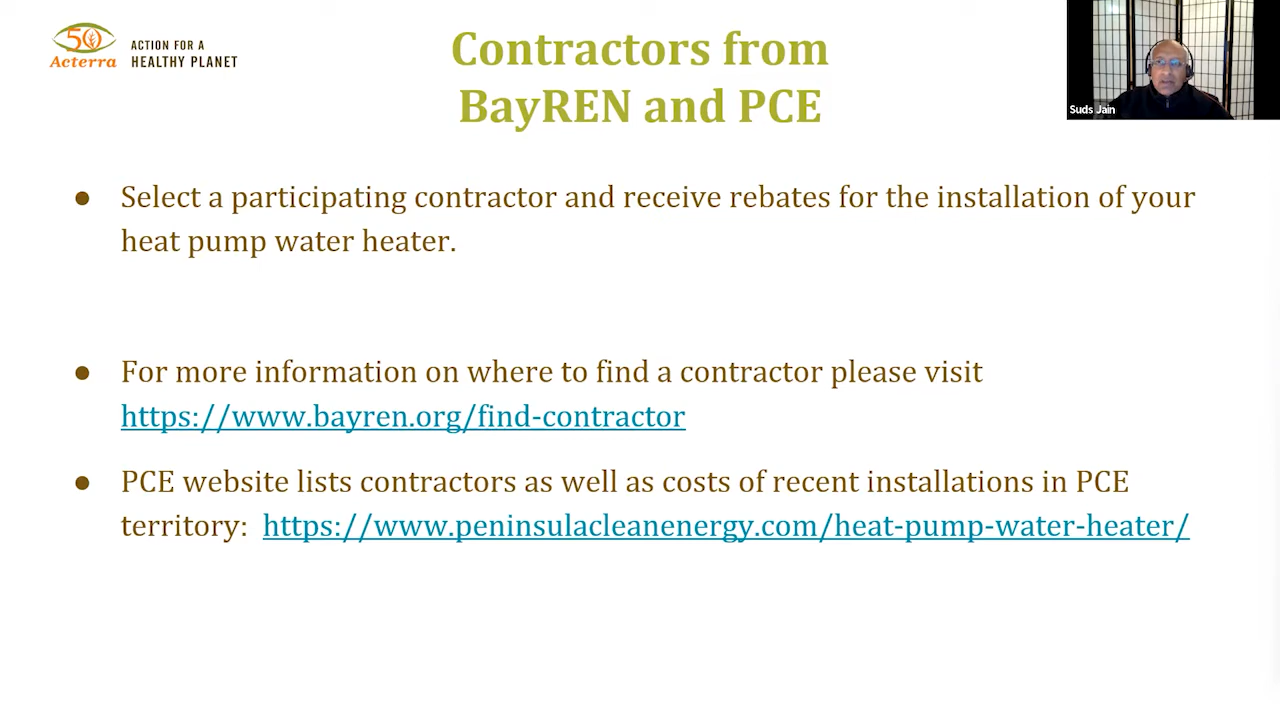 50
Acterra
ACTION FOR A
HEALTHY PLANET
Contractors from
BayREN and PCE
Suds Jain
● Select a participating contractor and receive rebates for the installation of your
heat pump water heater.
● For more information on where to find a contractor please visit
https://www.bayren.org/find-contractor
● PCE website lists contractors as well as costs of recent installations in PCE
territory: https://www.peninsulacleanenergy.com/heat-pump-water-heater/